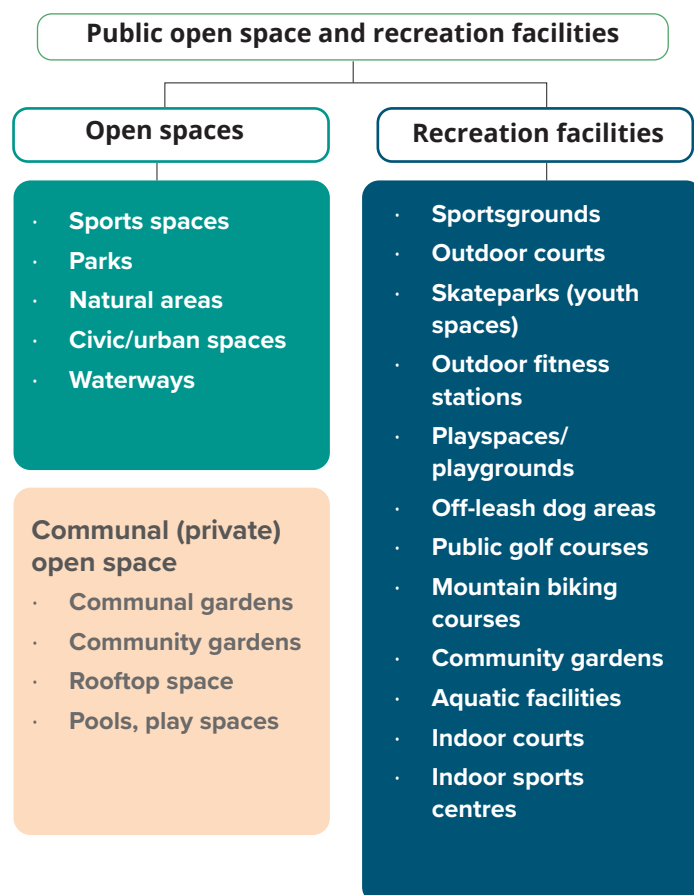 Public open space and recreation facilities
Open spaces
· Sports spaces
· Parks
· Natural areas
· Civic/urban spaces
· Waterways
Communal (private)
open space
· Communal gardens
· Community gardens
· Rooftop space
· Pools, play spaces
Recreation facilities
· Sportsgrounds
· Outdoor courts
· Skateparks (youth
spaces)
· Outdoor fitness
stations
· Playspaces/
playgrounds
· Off-leash dog areas
· Public golf courses
· Mountain biking
courses
· Community gardens
· Aquatic facilities
· Indoor courts
· Indoor sports
centres